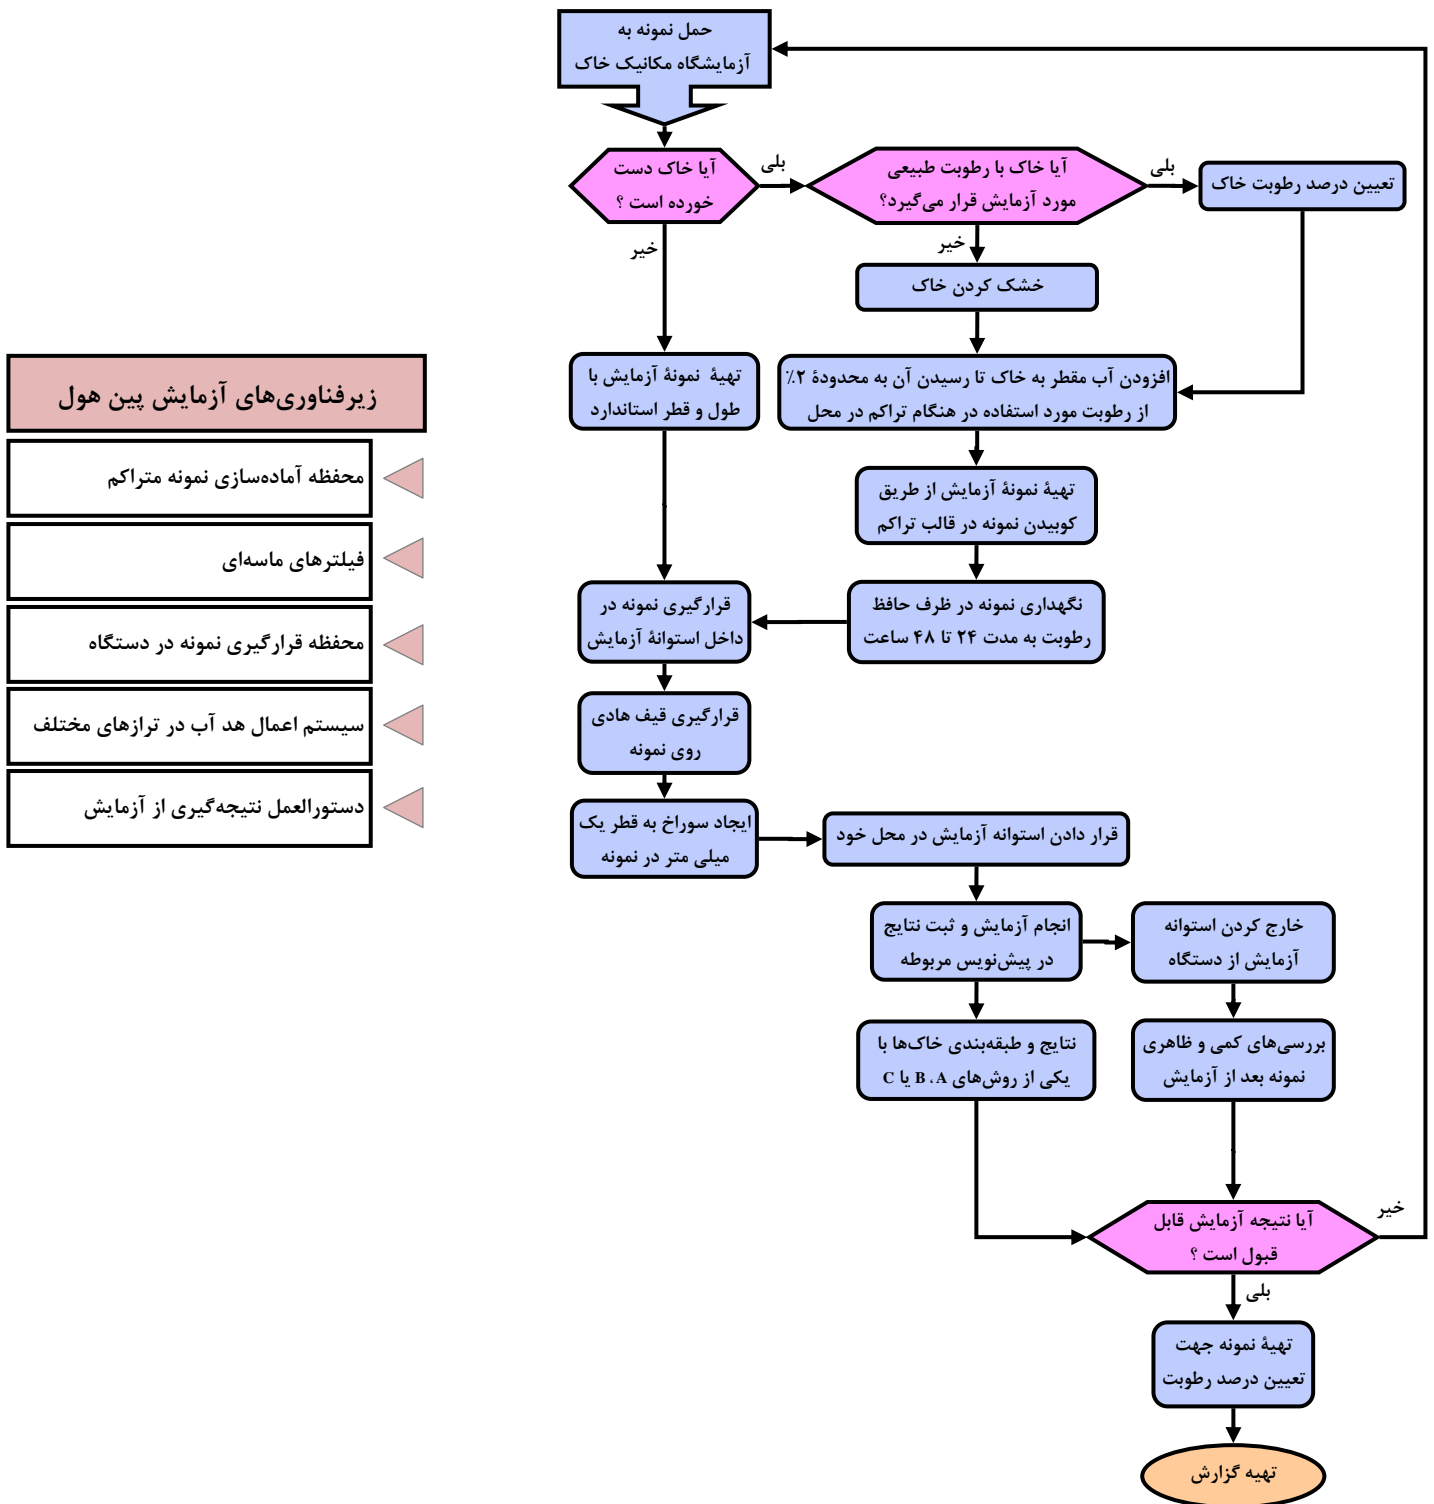 حمل نمونه به
آزمایشگاه مکانیک خاک
آیا خاک دست
خورده است ؟
بلی
آیا خاک با رطوبت طبیعی
مورد آزمایش قرار می‌گیرد؟
بلی
تعیین درصد رطوبت خاک
خیر
خیر
خشک کردن خاک
تهیهٔ نمونهٔ آزمایش با
طول و قطر استاندارد
افزودن آب مقطر به خاک تا رسیدن آن به محدودهٔ ۲٪
از رطوبت مورد استفاده در هنگام تراکم در محل
تهیهٔ نمونهٔ آزمایش از طریق
کوبیدن نمونه در قالب تراکم
نگهداری نمونه در ظرف حافظ
رطوبت به مدت ۲۴ تا ۴۸ ساعت
قرارگیری نمونه در
داخل استوانهٔ آزمایش
قرارگیری قیف هادی
روی نمونه
ایجاد سوراخ به قطر یک
میلی متر در نمونه
قرار دادن استوانه آزمایش در محل خود
انجام آزمایش و ثبت نتایج
در پیش‌نویس مربوطه
خارج کردن استوانه
آزمایش از دستگاه
نتایج و طبقه‌بندی خاک‌ها با
یکی از روش‌های A، B یا C
بررسی‌های کمی و ظاهری
نمونه بعد از آزمایش
آیا نتیجه آزمایش قابل
قبول است ؟
خیر
بلی
تهیهٔ نمونه جهت
تعیین درصد رطوبت
تهیه گزارش
زیرفناوری‌های آزمایش پین هول
محفظه آماده‌سازی نمونه متراکم
فیلترهای ماسه‌ای
محفظه قرارگیری نمونه در دستگاه
سیستم اعمال هد آب در ترازهای مختلف
دستورالعمل نتیجه‌گیری از آزمایش